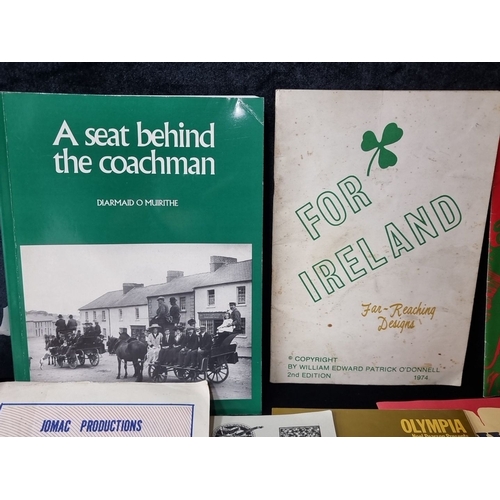 A seat behind
the coachman
DIARMAID O MUIRITHE
FOR
IRELAND
Far-Reaching
Designs
COPYRIGHT
BY WILLIAM EDWARD PATRICK O'DONNELL
2nd EDITION 1974
JOMAC PRODUCTIONS
OLYMPIA